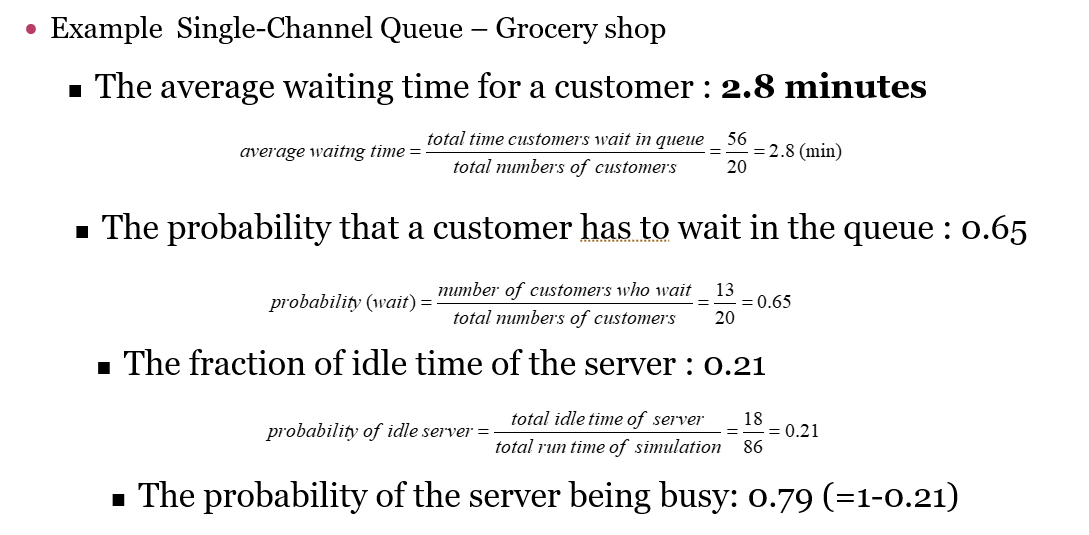 • Example Single-Channel Queue – Grocery shop
▪ The average waiting time for a customer : 2.8 minutes
average waitng time = total time customers wait in queue / total numbers of customers = 56 / 20 = 2.8 (min)
▪ The probability that a customer has to wait in the queue : 0.65
probability (wait) = number of customers who wait / total numbers of customers = 13 / 20 = 0.65
▪ The fraction of idle time of the server : 0.21
probability of idle server = total idle time of server / total run time of simulation = 18 / 86 = 0.21
▪ The probability of the server being busy: 0.79 (=1-0.21)